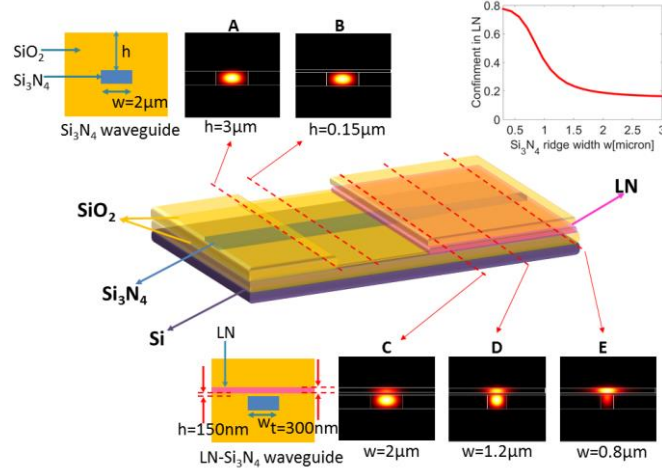 SiO2
Si3N4
h
w=2μm
Si3N4 waveguide
A
h=3μm
B
h=0.15μm
Confinment in LN
0.8
0.6
0.4
0.2
0
0.5
1
1.5
2
2.5
3
Si3N4 ridge width w[micron]
SiO2
Si3N4
Si
LN
LN
h=150nm
w
t=300nm
LN-Si3N4 waveguide
C
w=2μm
D
w=1.2μm
E
w=0.8μm